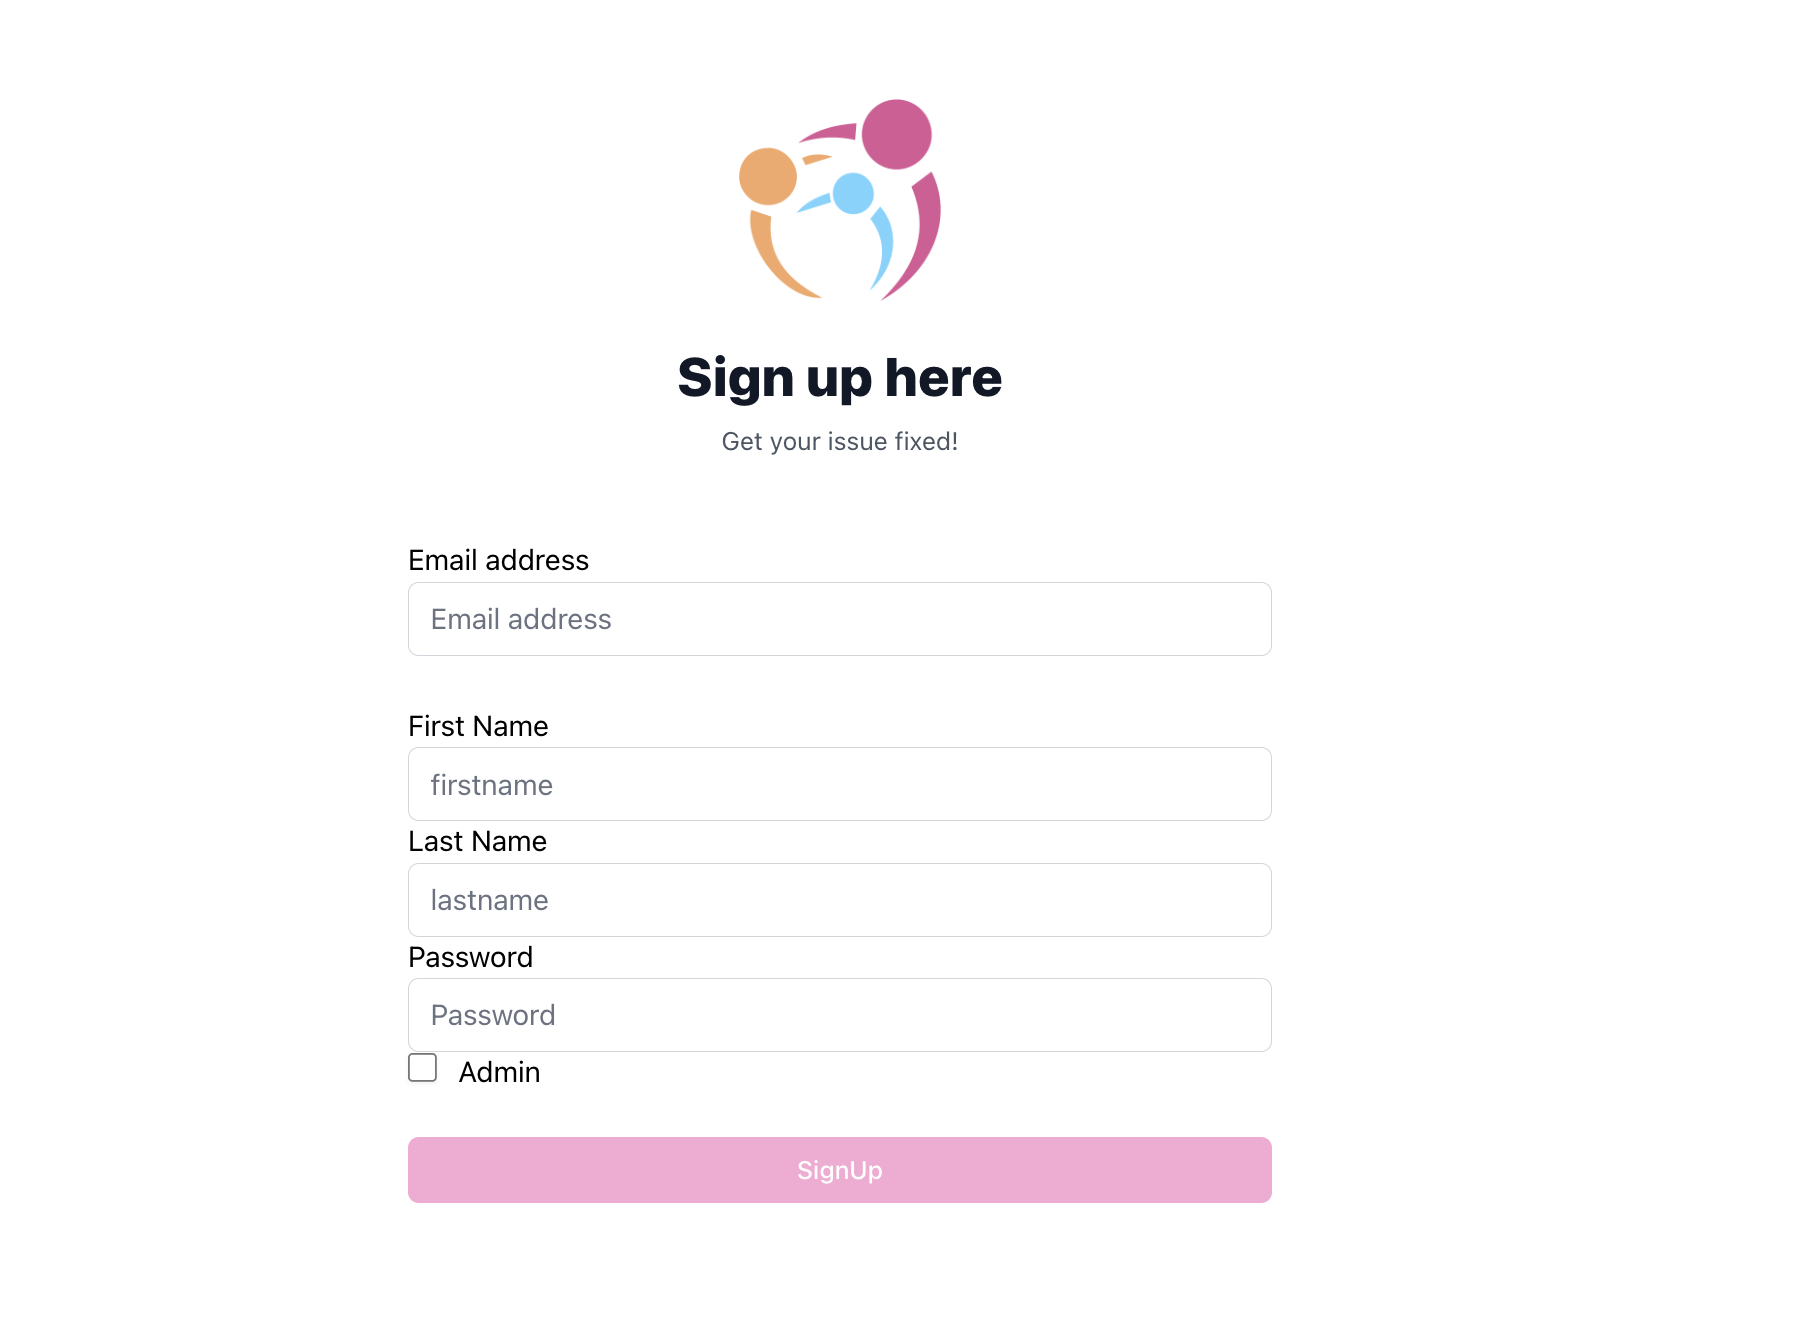 Sign up here
Get your issue fixed!
Email address
Email address
First Name
firstname
Last Name
lastname
Password
Password
Admin
SignUp